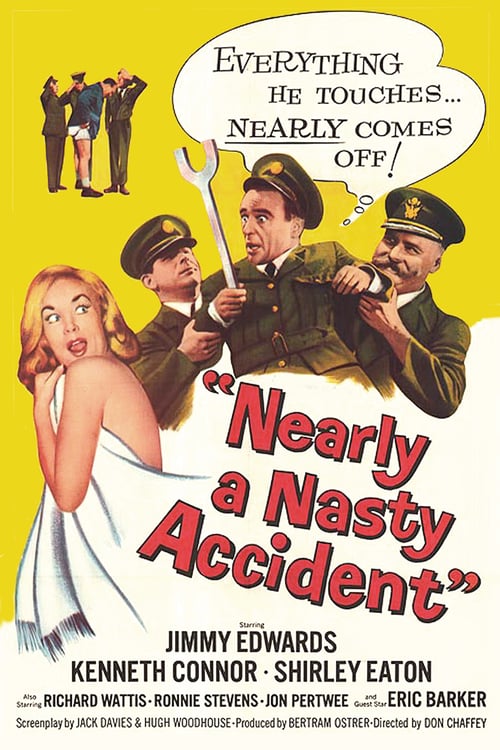 EVERYTHING
HE TOUCHES...
NEARLY COMES
OFF!
"Nearly
a Nasty
Accident"
Starring
JIMMY EDWARDS
KENNETH CONNOR · SHIRLEY EATON
Also Starring RICHARD WATTIS · RONNIE STEVENS · JON PERTWEE and Guest Star ERIC BARKER
Screenplay by JACK DAVIES & HUGH WOODHOUSE · Produced by BERTRAM OSTRER · Directed by DON CHAFFEY